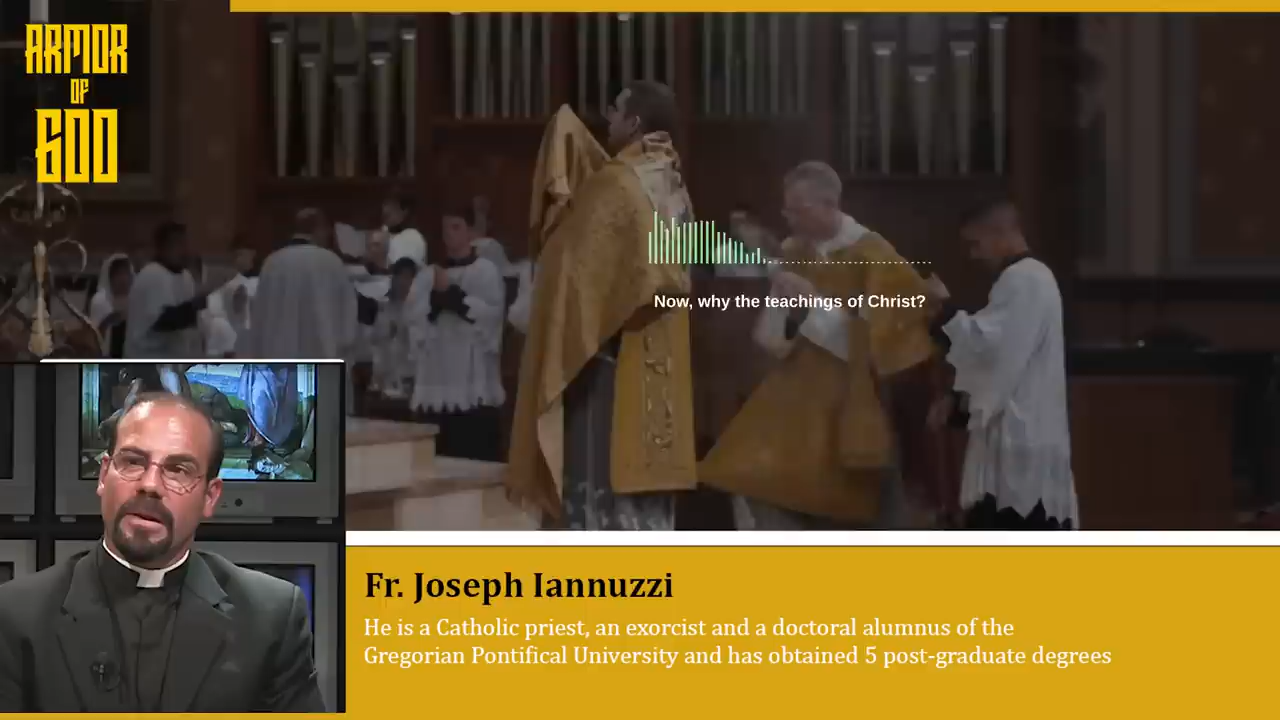 ARMOR
OF
GOD
Now, why the teachings of Christ?
Fr. Joseph Iannuzzi
He is a Catholic priest, an exorcist and a doctoral alumnus of the
Gregorian Pontifical University and has obtained 5 post-graduate degrees